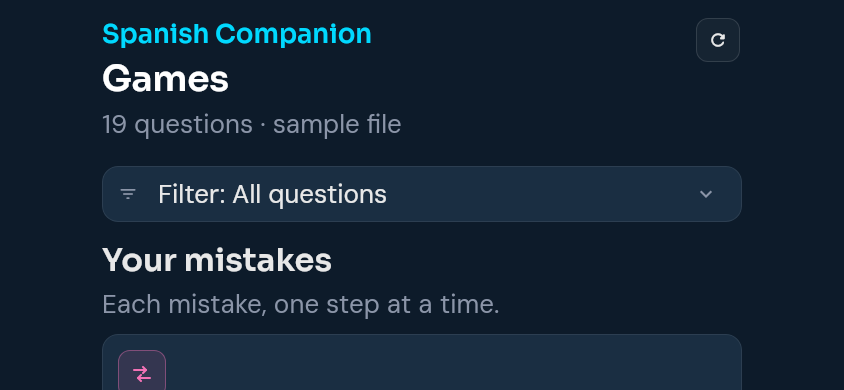 Spanish Companion
Games
19 questions · sample file
Filter: All questions
Your mistakes
Each mistake, one step at a time.